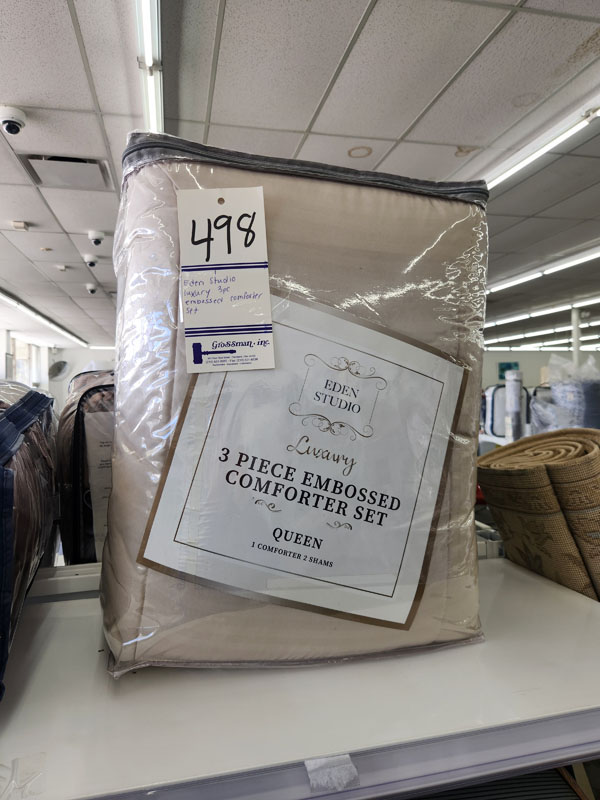 498
Eden Studio
luxury 3pc
embossed comforter
set
Grossman · inc.
EDEN
STUDIO
Luxury
3 PIECE EMBOSSED
COMFORTER SET
QUEEN
1 COMFORTER 2 SHAMS